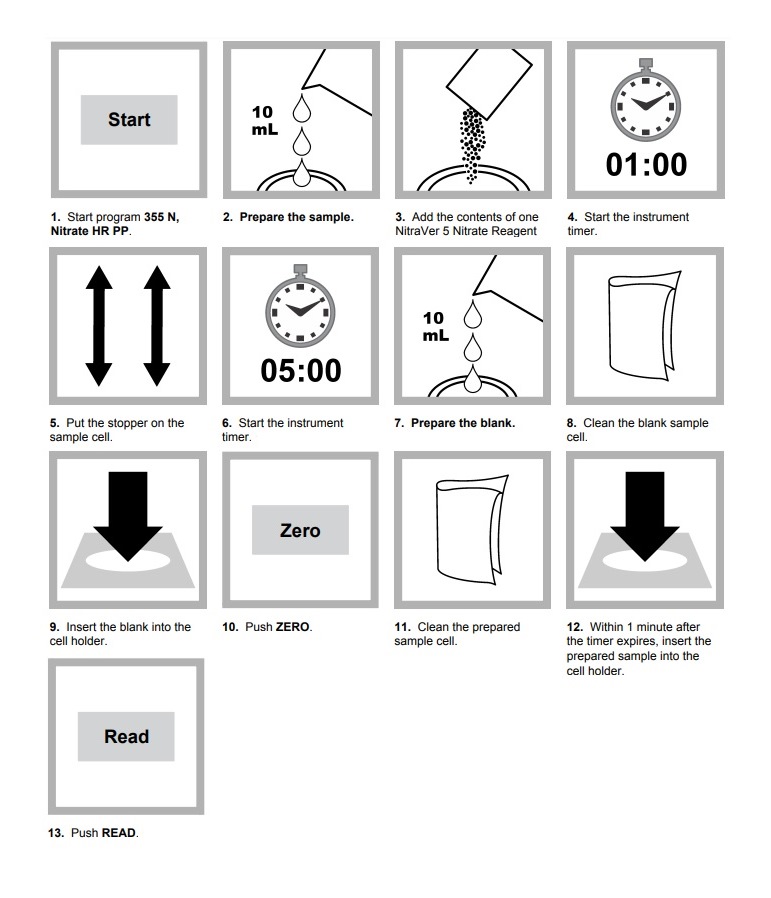 Start
10
mL
01:00
1. Start program 355 N,
Nitrate HR PP.
2. Prepare the sample.
3. Add the contents of one
NitraVer 5 Nitrate Reagent
4. Start the instrument
timer.
05:00
10
mL
5. Put the stopper on the
sample cell.
6. Start the instrument
timer.
7. Prepare the blank.
8. Clean the blank sample
cell.
Zero
9. Insert the blank into the
cell holder.
10. Push ZERO.
11. Clean the prepared
sample cell.
12. Within 1 minute after
the timer expires, insert the
prepared sample into the
cell holder.
Read
13. Push READ.